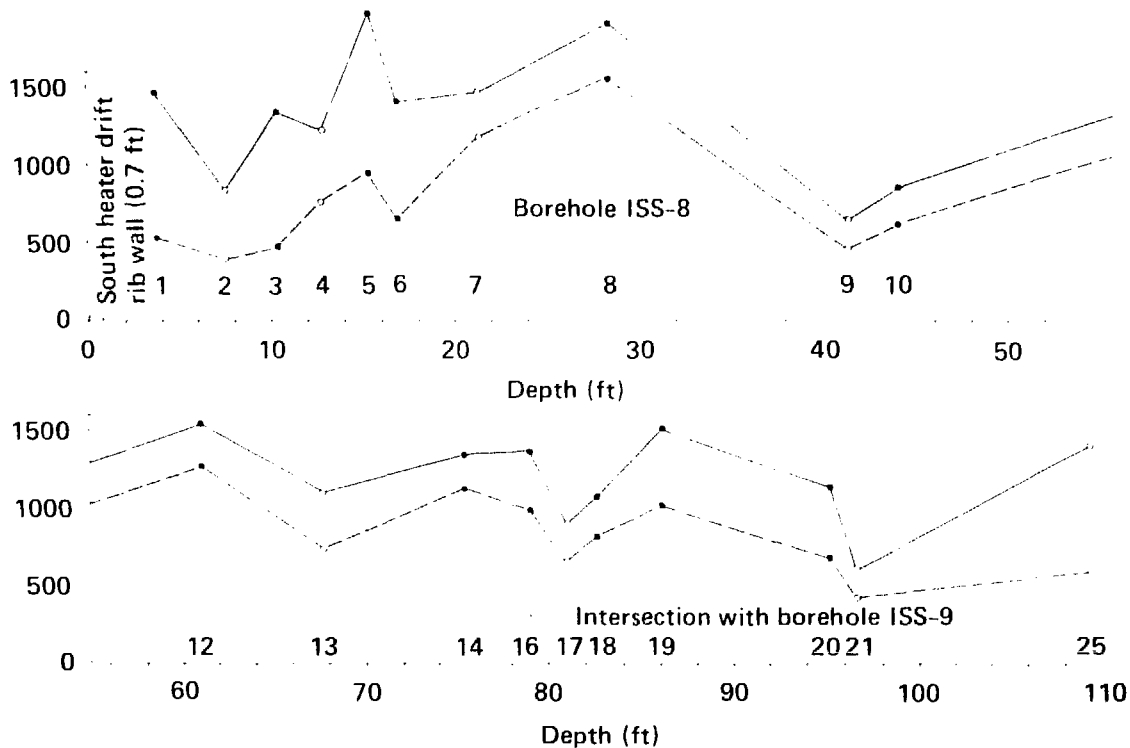 1500
1000
500
0
South heater drift
rib wall (0.7 ft)
Borehole ISS-8
1 2 3 4 5 6 7 8 9 10
0 10 20 30 40 50
Depth (ft)
1500
1000
500
0
Intersection with borehole ISS-9
12 13 14 16 17 18 19 20 21 25
60 70 80 90 100 110
Depth (ft)